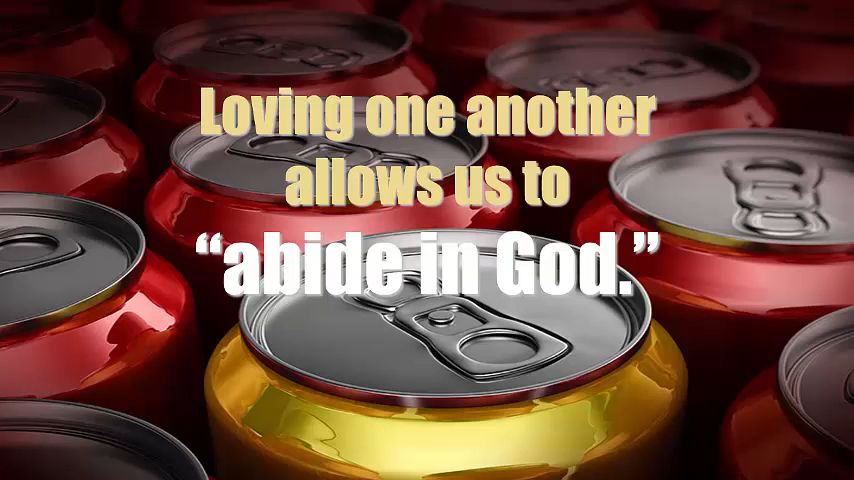 Loving one another
allows us to
“abide in God.”